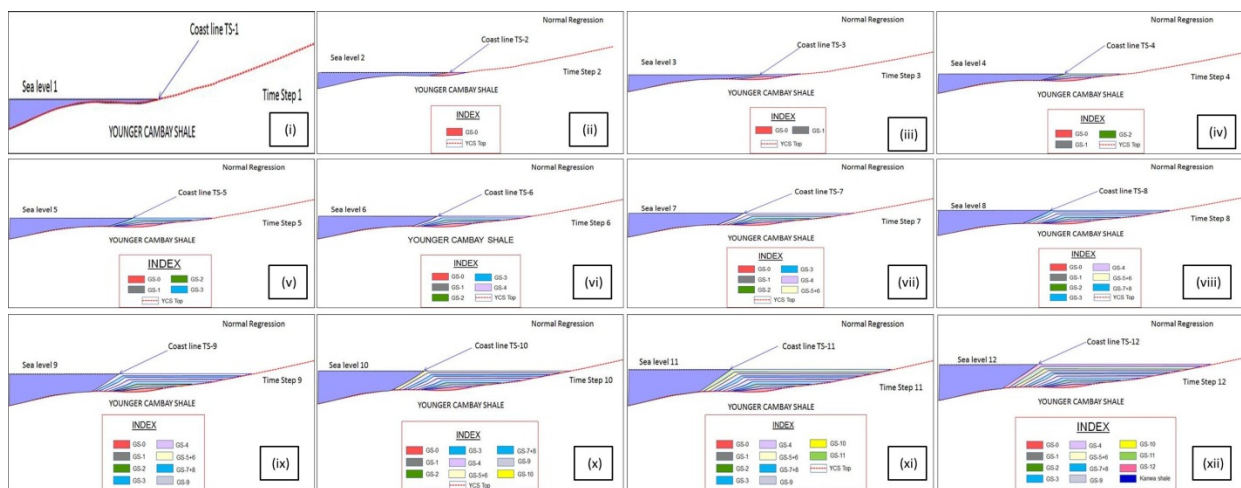 Coast line TS-1
Sea level 1
Time Step 1
YOUNGER CAMBAY SHALE
(i)
Normal Regression
Coast line TS-2
Sea level 2
Time Step 2
YOUNGER CAMBAY SHALE
INDEX
GS-0
YCS Top
(ii)
Normal Regression
Coast line TS-3
Sea level 3
Time Step 3
YOUNGER CAMBAY SHALE
INDEX
GS-0 GS-1
YCS Top
(iii)
Normal Regression
Coast line TS-4
Sea level 4
Time Step 4
YOUNGER CAMBAY SHALE
INDEX
GS-0 GS-2
GS-1 YCS Top
(iv)
Normal Regression
Coast line TS-5
Sea level 5
Time Step 5
YOUNGER CAMBAY SHALE
INDEX
GS-0 GS-2
GS-1 GS-3
YCS Top
(v)
Normal Regression
Coast line TS-6
Sea level 6
Time Step 6
YOUNGER CAMBAY SHALE
INDEX
GS-0 GS-3
GS-1 GS-4
GS-2 YCS Top
(vi)
Normal Regression
Coast line TS-7
Sea level 7
Time Step 7
YOUNGER CAMBAY SHALE
INDEX
GS-0 GS-3
GS-1 GS-4
GS-2 GS-5+6
YCS Top
(vii)
Normal Regression
Coast line TS-8
Sea level 8
Time Step 8
YOUNGER CAMBAY SHALE
INDEX
GS-0 GS-4
GS-1 GS-5+6
GS-2 GS-7+8
GS-3 YCS Top
(viii)
Normal Regression
Coast line TS-9
Sea level 9
Time Step 9
YOUNGER CAMBAY SHALE
INDEX
GS-0 GS-4
GS-1 GS-5+6
GS-2 GS-7+8
GS-3 GS-9
(ix)
Normal Regression
Coast line TS-10
Sea level 10
Time Step 10
YOUNGER CAMBAY SHALE
INDEX
GS-0 GS-3 GS-7+8
GS-1 GS-4 GS-9
GS-2 GS-5+6 GS-10
YCS Top
(x)
Normal Regression
Coast line TS-11
Sea level 11
Time Step 11
YOUNGER CAMBAY SHALE
INDEX
GS-0 GS-4 GS-10
GS-1 GS-5+6 GS-11
GS-2 GS-7+8 YCS Top
GS-3 GS-9
(xi)
Normal Regression
Coast line TS-12
Sea level 12
Time Step 12
YOUNGER CAMBAY SHALE
INDEX
GS-0 GS-4 GS-10
GS-1 GS-5+6 GS-11
GS-2 GS-7+8 GS-12
GS-3 GS-9 Kanwa shale
(xii)